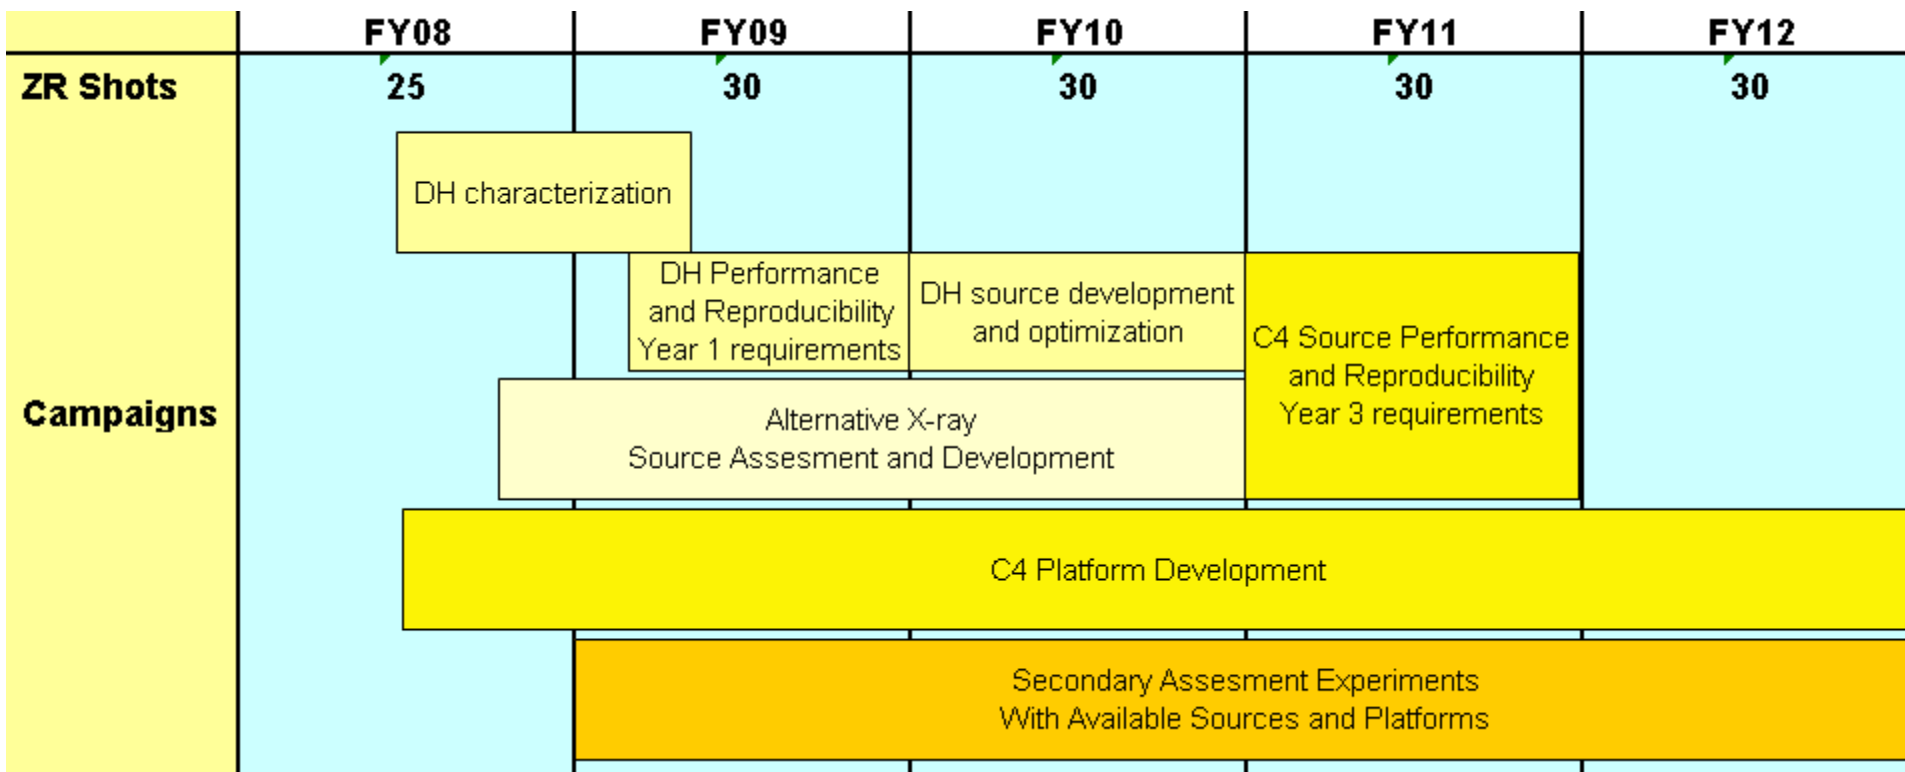 FY08 FY09 FY10 FY11 FY12
ZR Shots 25 30 30 30 30
DH characterization
DH Performance
and Reproducibility
Year 1 requirements
DH source development
and optimization
C4 Source Performance
and Reproducibility
Year 3 requirements
Campaigns
Alternative X-ray
Source Assesment and Development
C4 Platform Development
Secondary Assesment Experiments
With Available Sources and Platforms